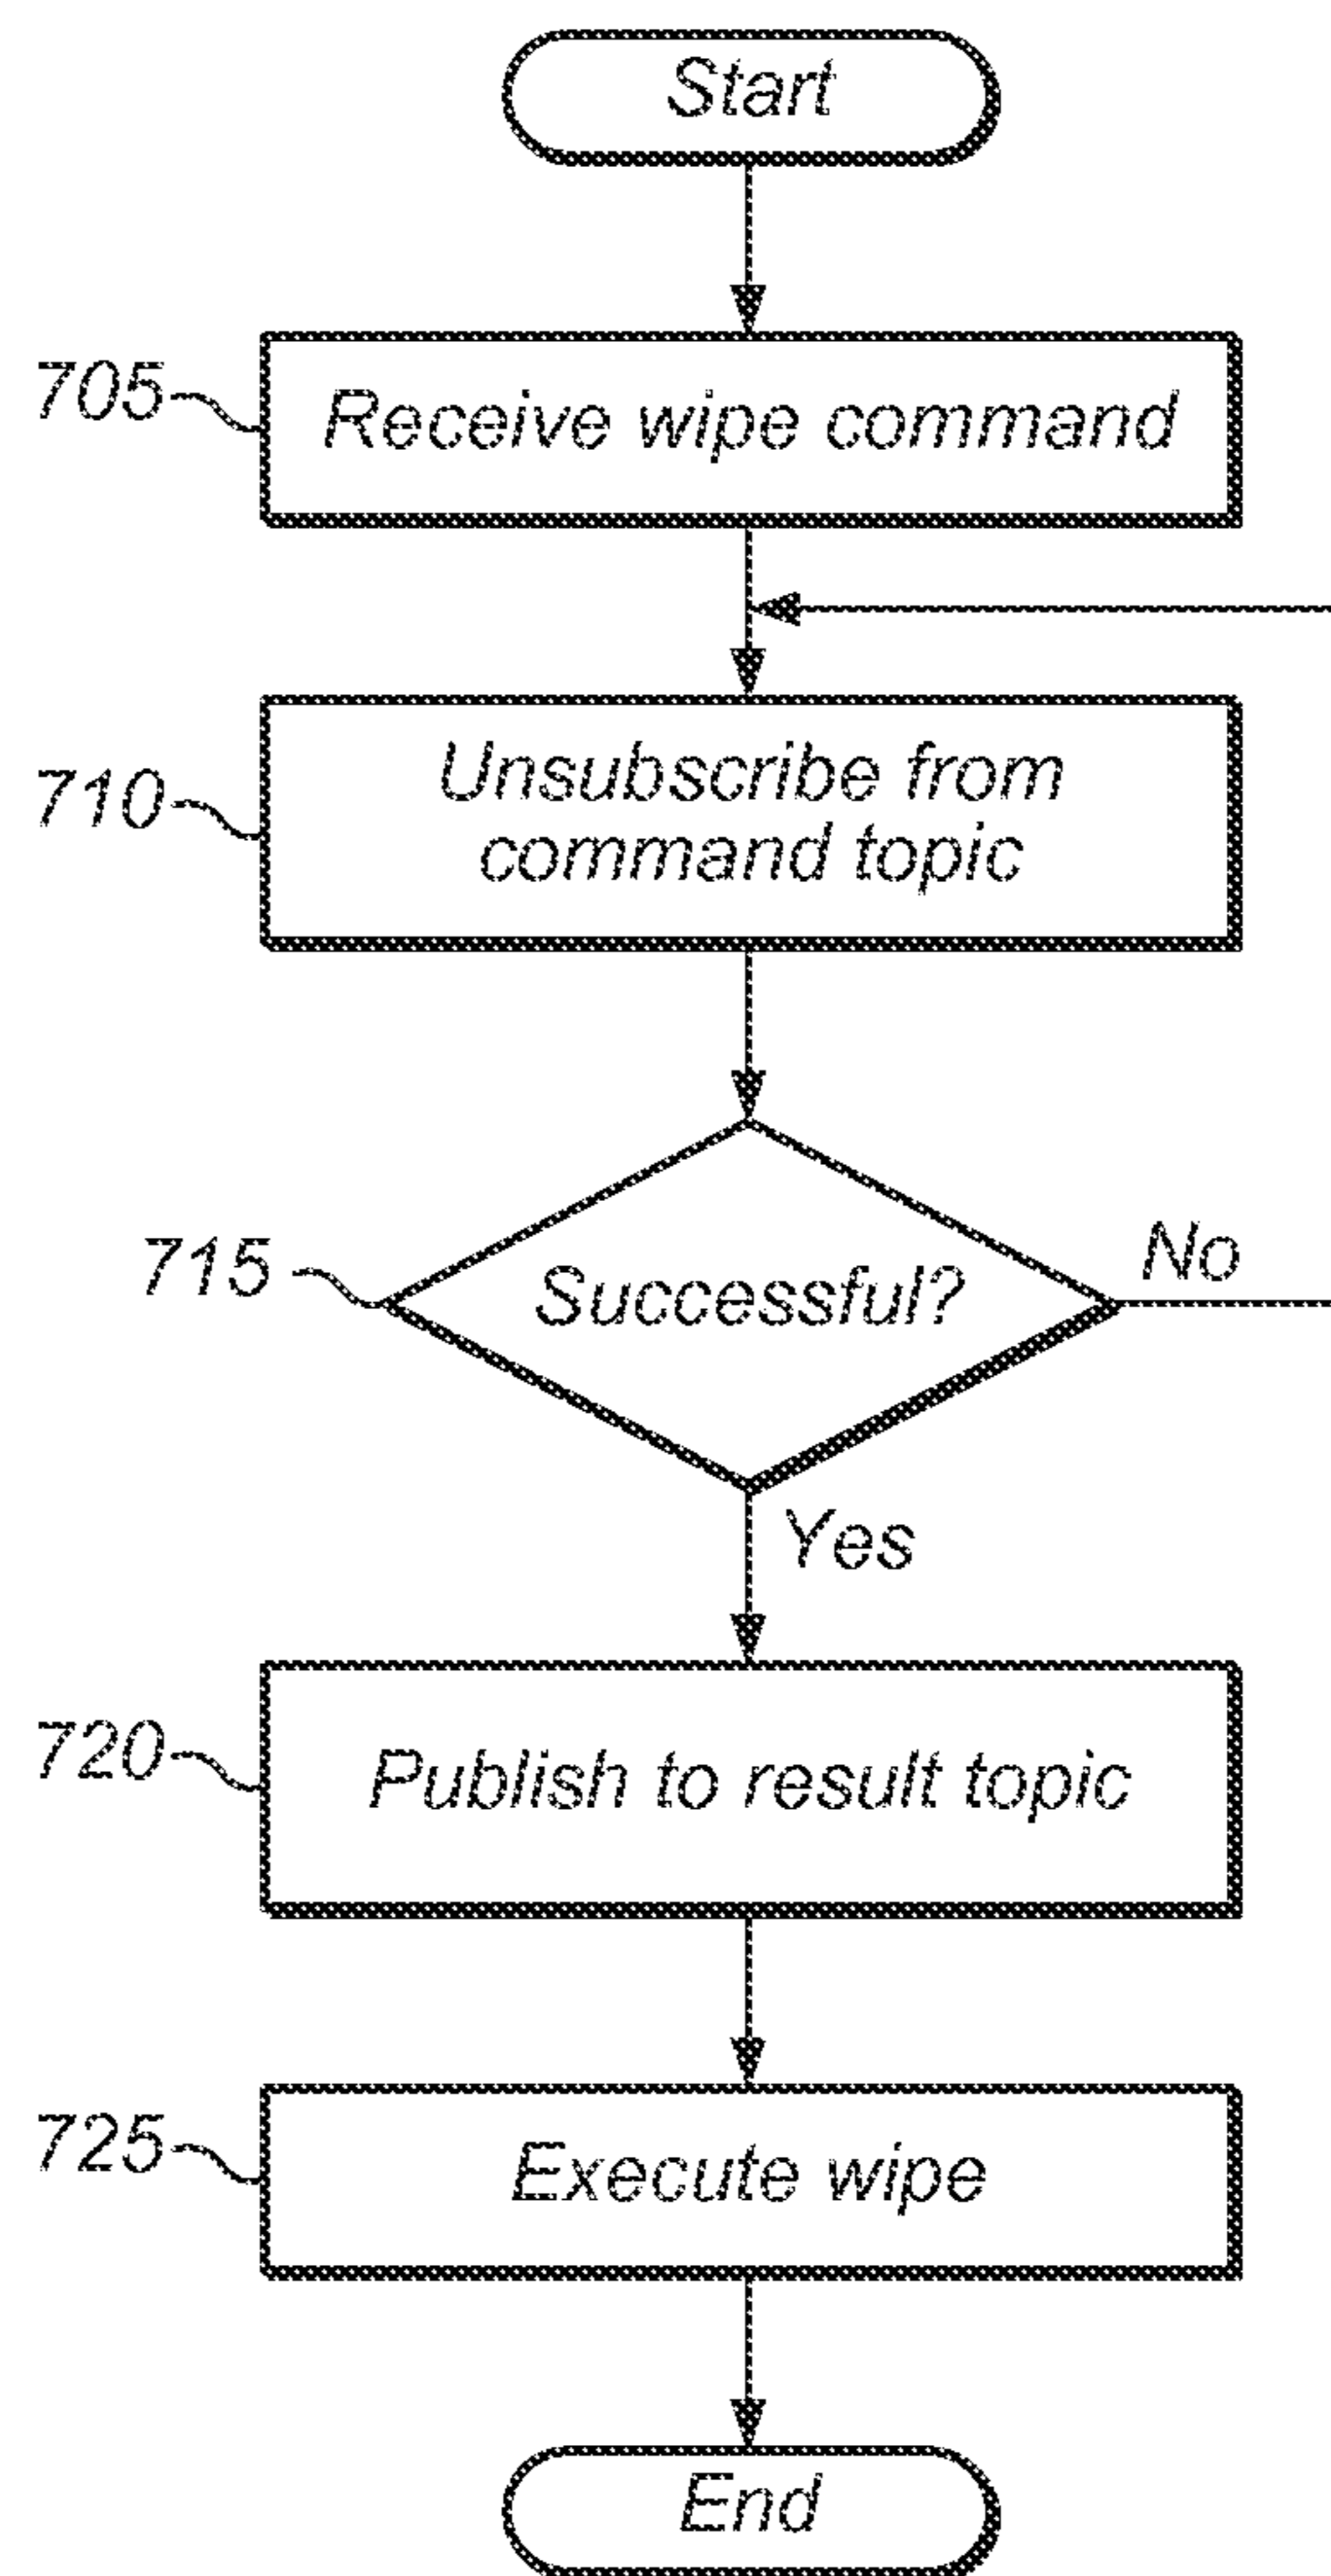 Start
705
Receive wipe command
710
Unsubscribe from
command topic
715
Successful?
No
Yes
720
Publish to result topic
725
Execute wipe
End